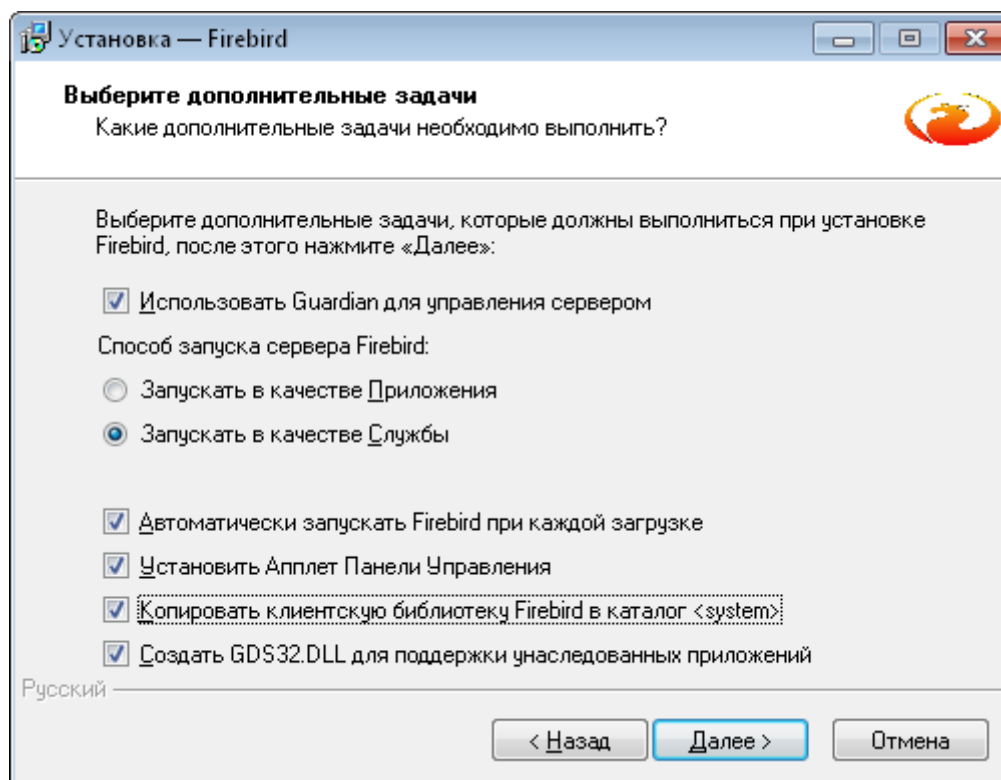 Установка — Firebird
Выберите дополнительные задачи
Какие дополнительные задачи необходимо выполнить?
Выберите дополнительные задачи, которые должны выполниться при установке
Firebird, после этого нажмите «Далее»:
Использовать Guardian для управления сервером
Способ запуска сервера Firebird:
Запускать в качестве Приложения
Запускать в качестве Службы
Автоматически запускать Firebird при каждой загрузке
Установить Апплет Панели Управления
Копировать клиентскую библиотеку Firebird в каталог <system>
Создать GDS32.DLL для поддержки унаследованных приложений
Русский
< Назад
Далее >
Отмена